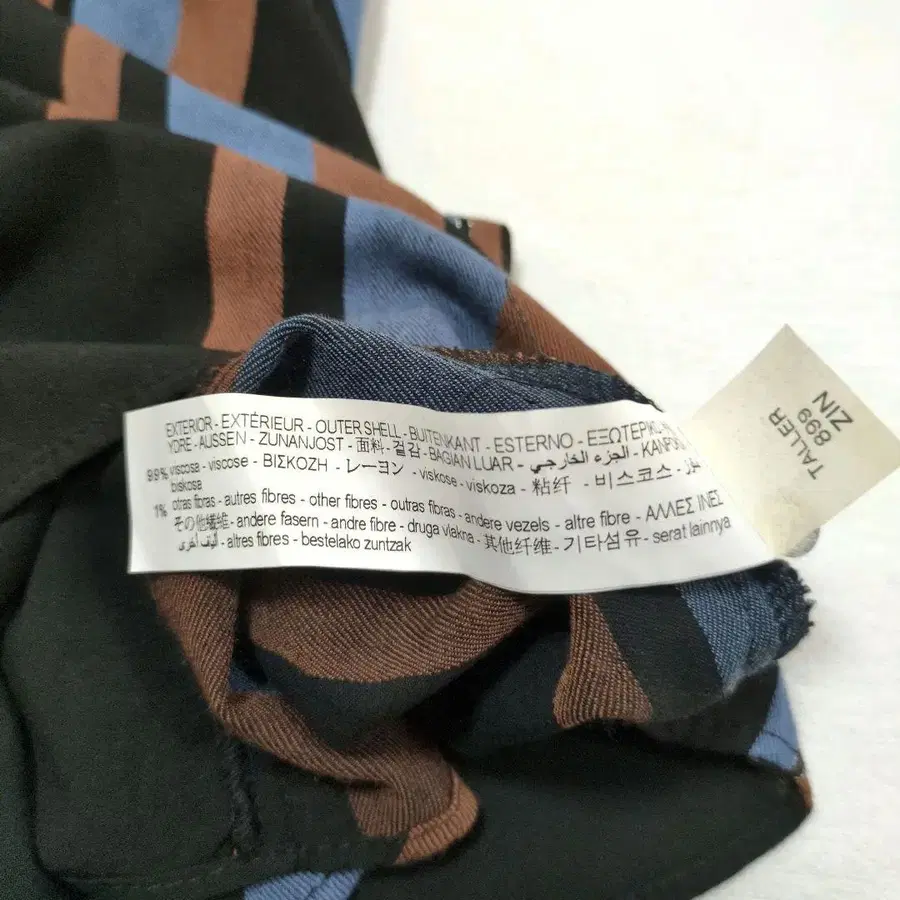 EXTERIOR - EXTÉRIEUR - OUTER SHELL - BUITENKANT - ESTERNO - ΕΞΩΤΕΡΙΚ
YDRE - AUSSEN - ZUNANJOST - 面料 - 겉감 - BAGIAN LUAR - الجزء الخارجي - KANPOK
99% viscosa - viscose - ΒΙΣΚΟΖΗ - レーヨン - viskose - viskoza - 粘纤 - 비스코스 -
biskosa
1% otras fibras - autres fibres - other fibres - outras fibras - andere vezels - altre fibre - ΑΛΛΕΣ ΙΝΕΣ
その他繊维 - andere fasern - andre fibre - druga vlakna - 其他纤维 - 기타섬유 - serat lainnya
ألياف أخرى - altres fibres - bestelako zuntzak
TALLER
899
ZIN